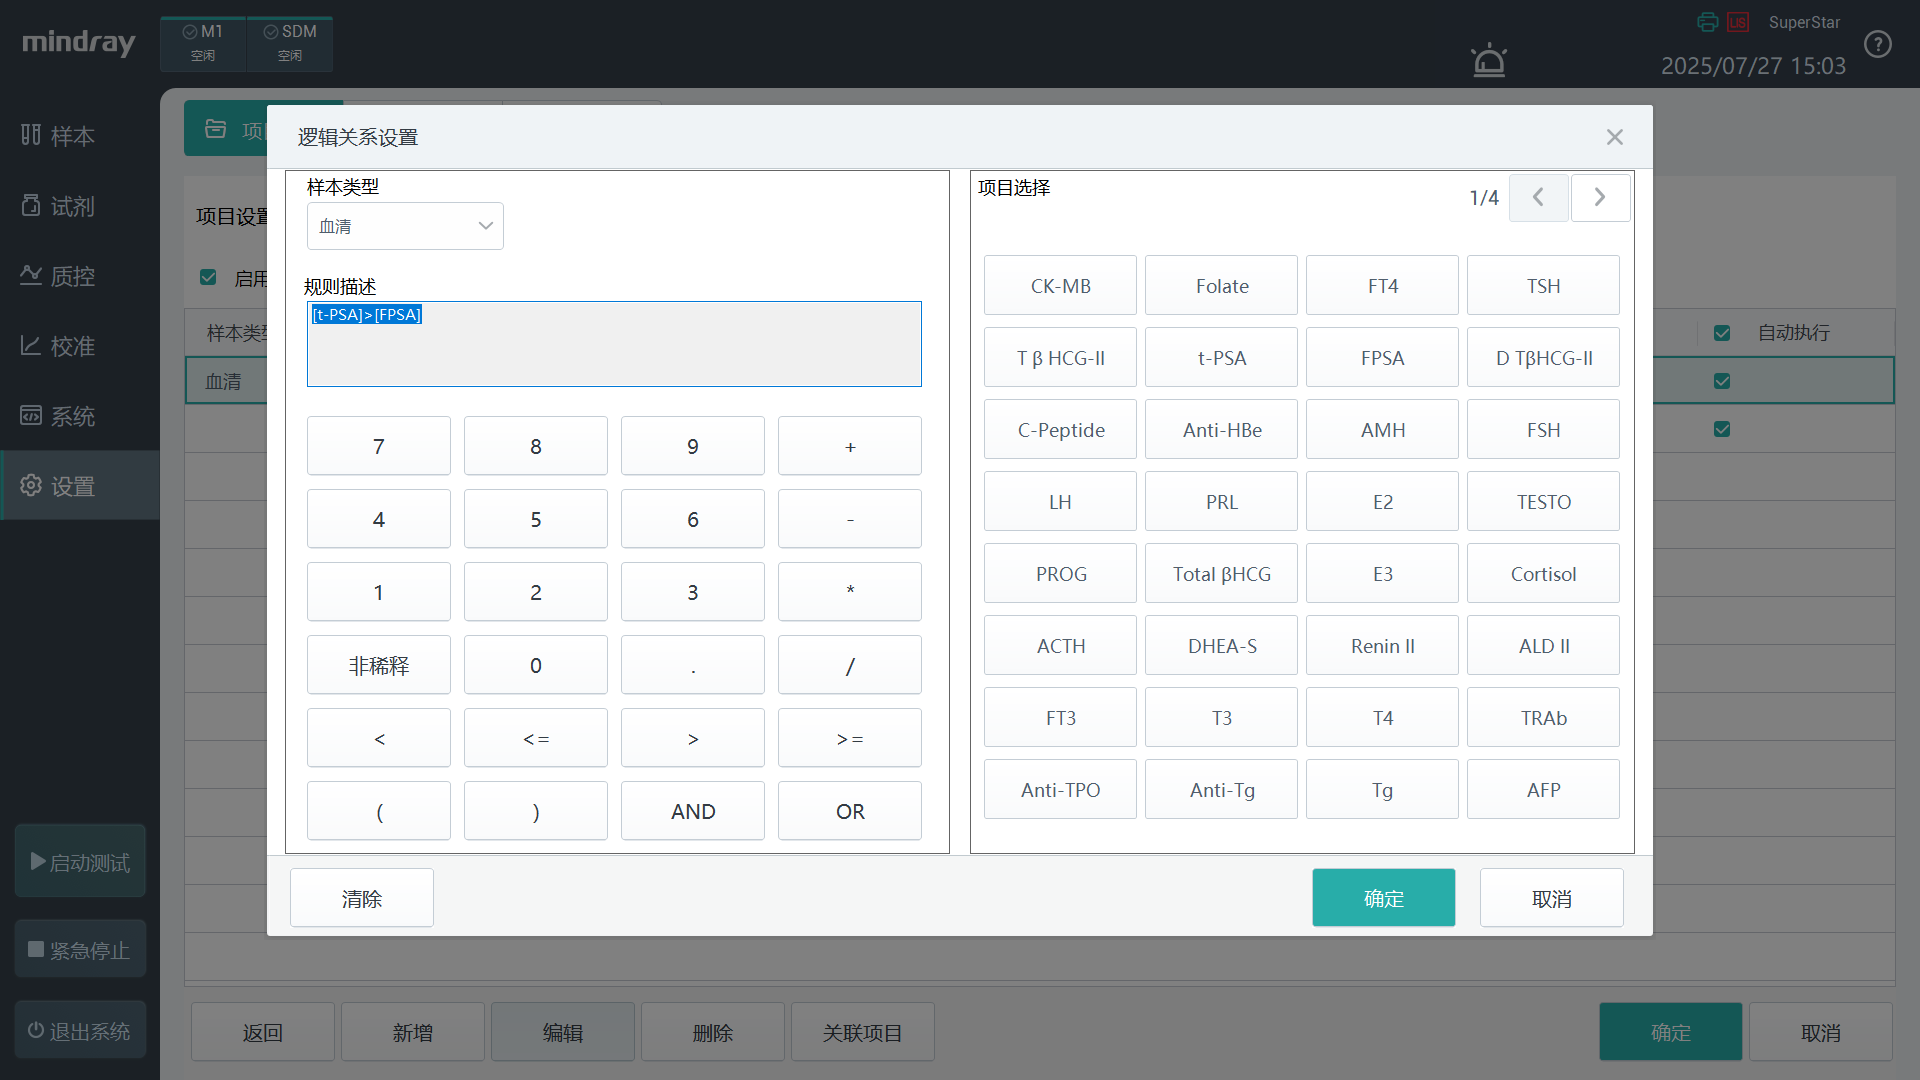 mindray
M1
空闲
SDM
空闲
LIS
SuperStar
2025/07/27 15:03
样本
试剂
质控
校准
系统
设置
启动测试
紧急停止
退出系统
项目设置
启用
样本类型
血清
自动执行
逻辑关系设置
样本类型
血清
规则描述
[t-PSA]>[FPSA]
7 8 9 +
4 5 6 -
1 2 3 *
非稀释 0 . /
< <= > >=
( ) AND OR
项目选择
1/4
CK-MB Folate FT4 TSH
T β HCG-II t-PSA FPSA D TβHCG-II
C-Peptide Anti-HBe AMH FSH
LH PRL E2 TESTO
PROG Total βHCG E3 Cortisol
ACTH DHEA-S Renin II ALD II
FT3 T3 T4 TRAb
Anti-TPO Anti-Tg Tg AFP
清除 确定 取消
返回 新增 编辑 删除 关联项目 确定 取消